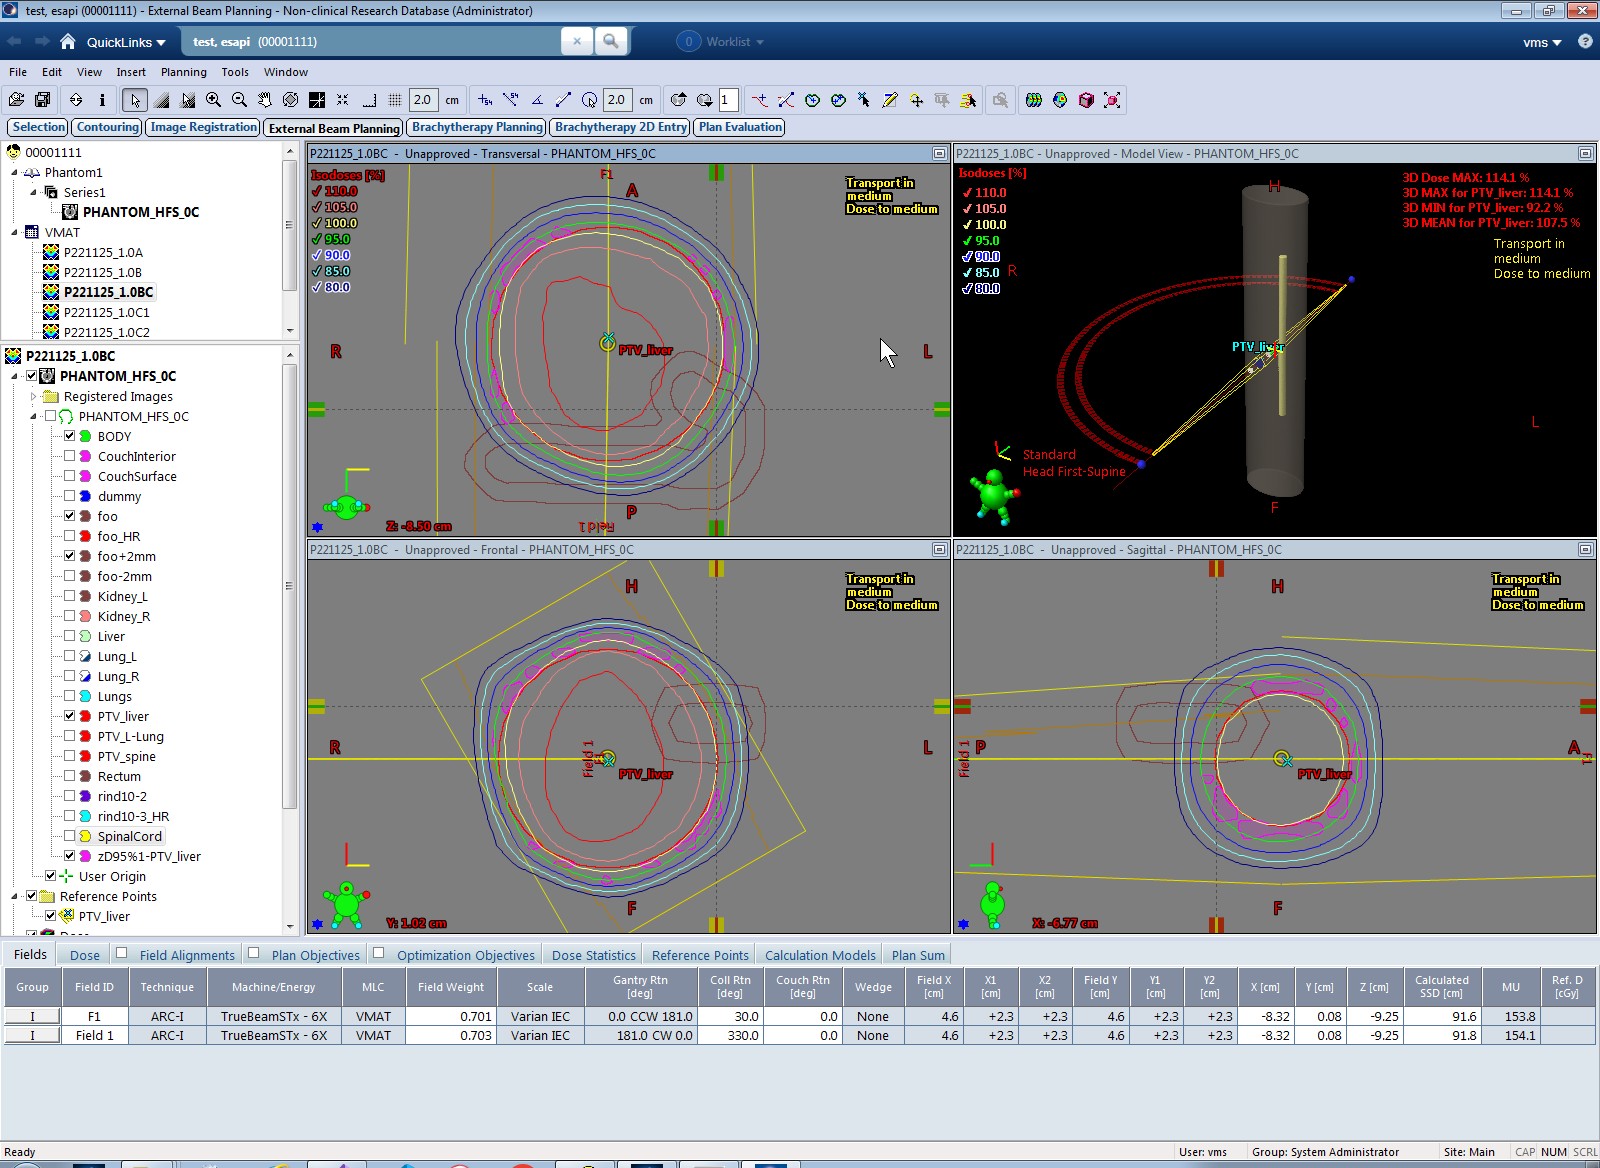 test, esapi (00001111) - External Beam Planning - Non-clinical Research Database (Administrator)
QuickLinks
test, esapi (00001111)
0 Worklist
vms
File Edit View Insert Planning Tools Window
2.0 cm 2.0 cm 1
Selection Contouring Image Registration External Beam Planning Brachytherapy Planning Brachytherapy 2D Entry Plan Evaluation
00001111
Phantom1
Series1
PHANTOM_HFS_0C
VMAT
P221125_1.0A
P221125_1.0B
P221125_1.0BC
P221125_1.0C1
P221125_1.0C2
P221125_1.0BC
PHANTOM_HFS_0C
Registered Images
PHANTOM_HFS_0C
BODY
CouchInterior
CouchSurface
dummy
foo
foo_HR
foo+2mm
foo-2mm
Kidney_L
Kidney_R
Liver
Lung_L
Lung_R
Lungs
PTV_liver
PTV_L-Lung
PTV_spine
Rectum
rind10-2
rind10-3_HR
SpinalCord
zD95%1-PTV_liver
User Origin
Reference Points
PTV_liver
P221125_1.0BC - Unapproved - Transversal - PHANTOM_HFS_0C
Isodoses [%]
110.0
105.0
100.0
95.0
90.0
85.0
80.0
F1
A
Transport in
medium
Dose to medium
R
PTV_liver
L
P
Field 1
Z: -8.50 cm
P221125_1.0BC - Unapproved - Model View - PHANTOM_HFS_0C
Isodoses [%]
110.0
105.0
100.0
95.0
90.0
85.0
80.0
H
3D Dose MAX: 114.1 %
3D MAX for PTV_liver: 114.1 %
3D MIN for PTV_liver: 92.2 %
3D MEAN for PTV_liver: 107.5 %
Transport in
medium
Dose to medium
R
PTV_liver
L
Standard
Head First-Supine
F
P221125_1.0BC - Unapproved - Frontal - PHANTOM_HFS_0C
H
Transport in
medium
Dose to medium
R
Field 1
PTV_liver
L
F
Y: 1.02 cm
P221125_1.0BC - Unapproved - Sagittal - PHANTOM_HFS_0C
H
Transport in
medium
Dose to medium
Field 1
P
PTV_liver
A
F1
F
X: -6.77 cm
Fields Dose Field Alignments Plan Objectives Optimization Objectives Dose Statistics Reference Points Calculation Models Plan Sum
Group Field ID Technique Machine/Energy MLC Field Weight Scale Gantry Rtn [deg] Coll Rtn [deg] Couch Rtn [deg] Wedge Field X [cm] X1 [cm] X2 [cm] Field Y [cm] Y1 [cm] Y2 [cm] X [cm] Y [cm] Z [cm] Calculated SSD [cm] MU Ref. D [cGy]
I F1 ARC-I TrueBeamSTx - 6X VMAT 0.701 Varian IEC 0.0 CCW 181.0 30.0 0.0 None 4.6 +2.3 +2.3 4.6 +2.3 +2.3 -8.32 0.08 -9.25 91.6 153.8
I Field 1 ARC-I TrueBeamSTx - 6X VMAT 0.703 Varian IEC 181.0 CW 0.0 330.0 0.0 None 4.6 +2.3 +2.3 4.6 +2.3 +2.3 -8.32 0.08 -9.25 91.8 154.1
Ready
User: vms Group: System Administrator Site: Main CAP NUM SCRL